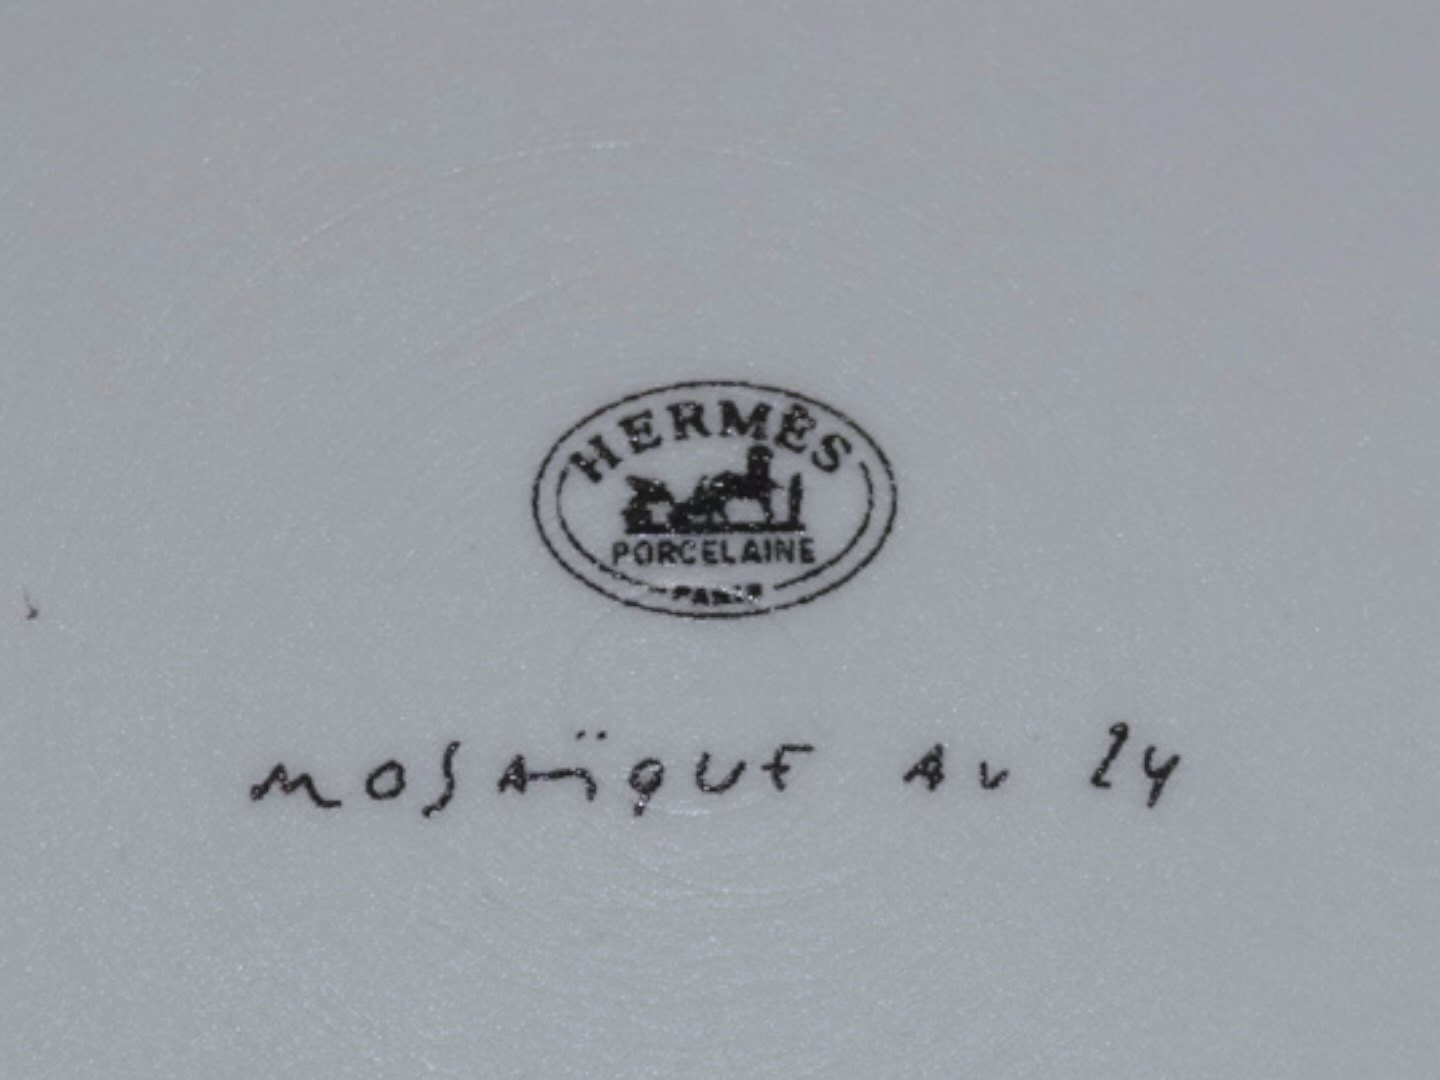 HERMÈS
PORCELAINE
PARIS
MOSAÏQUE AU 24